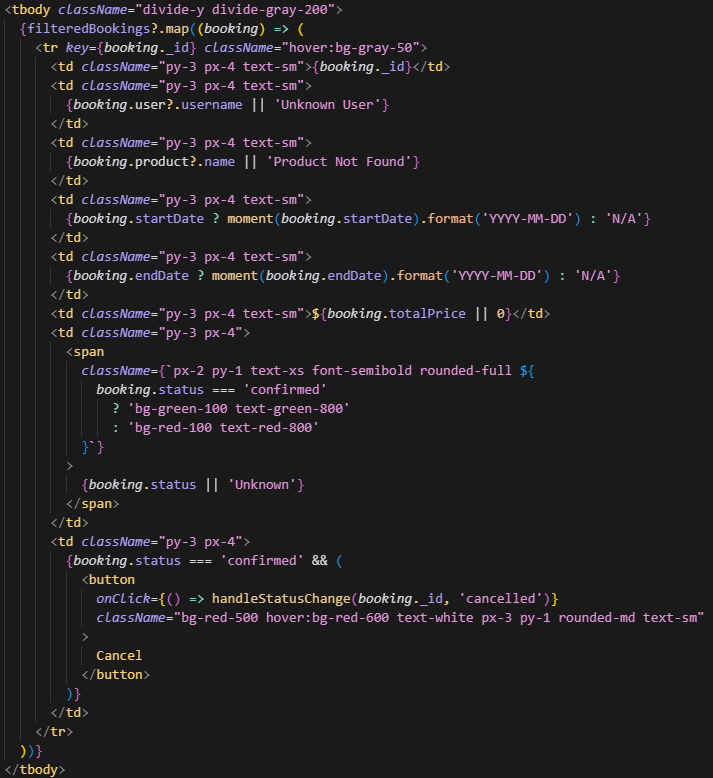 <tbody className="divide-y divide-gray-200">
  {filteredBookings?.map((booking) => (
    <tr key={booking._id} className="hover:bg-gray-50">
      <td className="py-3 px-4 text-sm">{booking._id}</td>
      <td className="py-3 px-4 text-sm">
        {booking.user?.username || 'Unknown User'}
      </td>
      <td className="py-3 px-4 text-sm">
        {booking.product?.name || 'Product Not Found'}
      </td>
      <td className="py-3 px-4 text-sm">
        {booking.startDate ? moment(booking.startDate).format('YYYY-MM-DD') : 'N/A'}
      </td>
      <td className="py-3 px-4 text-sm">
        {booking.endDate ? moment(booking.endDate).format('YYYY-MM-DD') : 'N/A'}
      </td>
      <td className="py-3 px-4 text-sm">${booking.totalPrice || 0}</td>
      <td className="py-3 px-4">
        <span
          className={`px-2 py-1 text-xs font-semibold rounded-full ${
            booking.status === 'confirmed'
              ? 'bg-green-100 text-green-800'
              : 'bg-red-100 text-red-800'
          }`}
        >
          {booking.status || 'Unknown'}
        </span>
      </td>
      <td className="py-3 px-4">
        {booking.status === 'confirmed' && (
          <button
            onClick={() => handleStatusChange(booking._id, 'cancelled')}
            className="bg-red-500 hover:bg-red-600 text-white px-3 py-1 rounded-md text-sm"
          >
            Cancel
          </button>
        )}
      </td>
    </tr>
  ))}
</tbody>